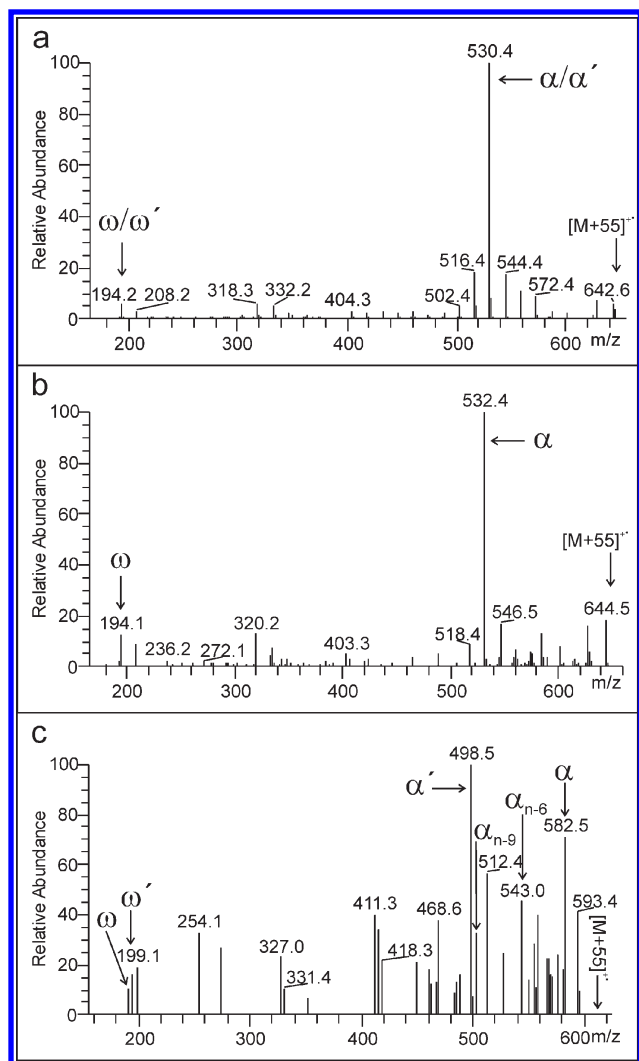 a
530.4
α/α´
100
80
60
40
20
0
Relative Abundance
ω/ω´
[M+55]⁺·
194.2
208.2
318.3
332.2
404.3
502.4
516.4
544.4
572.4
642.6
200
300
400
500
600
m/z
b
532.4
α
100
80
60
40
20
0
Relative Abundance
ω
[M+55]⁺·
194.1
236.2
272.1
320.2
403.3
518.4
546.5
644.5
200
300
400
500
600
m/z
c
498.5
α´
α
αn-6
αn-9
582.5
100
80
60
40
20
0
Relative Abundance
512.4
543.0
ω
ω´
199.1
254.1
327.0
331.4
411.3
418.3
468.6
593.4
[M+55]⁺·
200
300
400
500
600
m/z